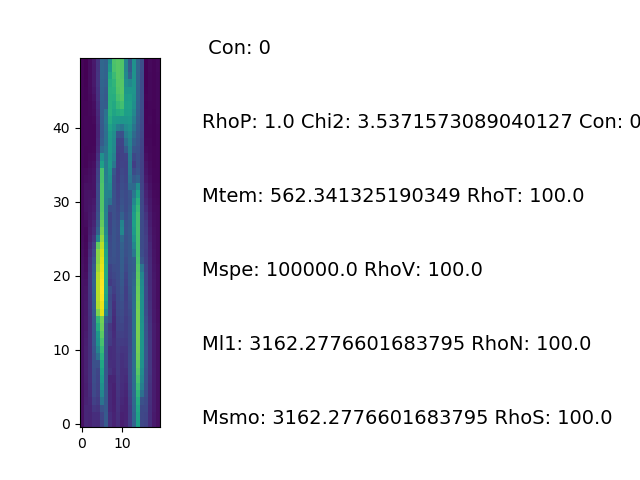 Con: 0
RhoP: 1.0 Chi2: 3.5371573089040127 Con: 0
Mtem: 562.341325190349 RhoT: 100.0
Mspe: 100000.0 RhoV: 100.0
Ml1: 3162.2776601683795 RhoN: 100.0
Msmo: 3162.2776601683795 RhoS: 100.0
40
30
20
10
0
0 10